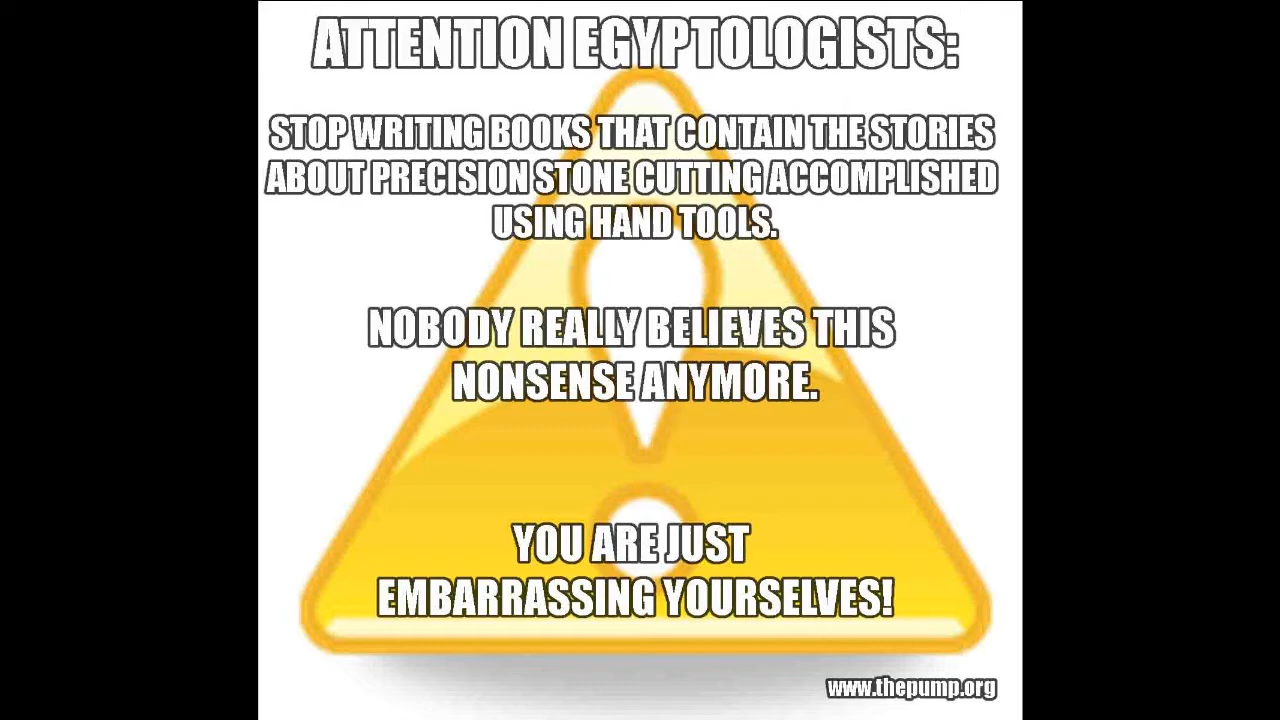 ATTENTION EGYPTOLOGISTS:
STOP WRITING BOOKS THAT CONTAIN THE STORIES
ABOUT PRECISION STONE CUTTING ACCOMPLISHED
USING HAND TOOLS.
NOBODY REALLY BELIEVES THIS
NONSENSE ANYMORE.
YOU ARE JUST
EMBARRASSING YOURSELVES!
www.thepump.org